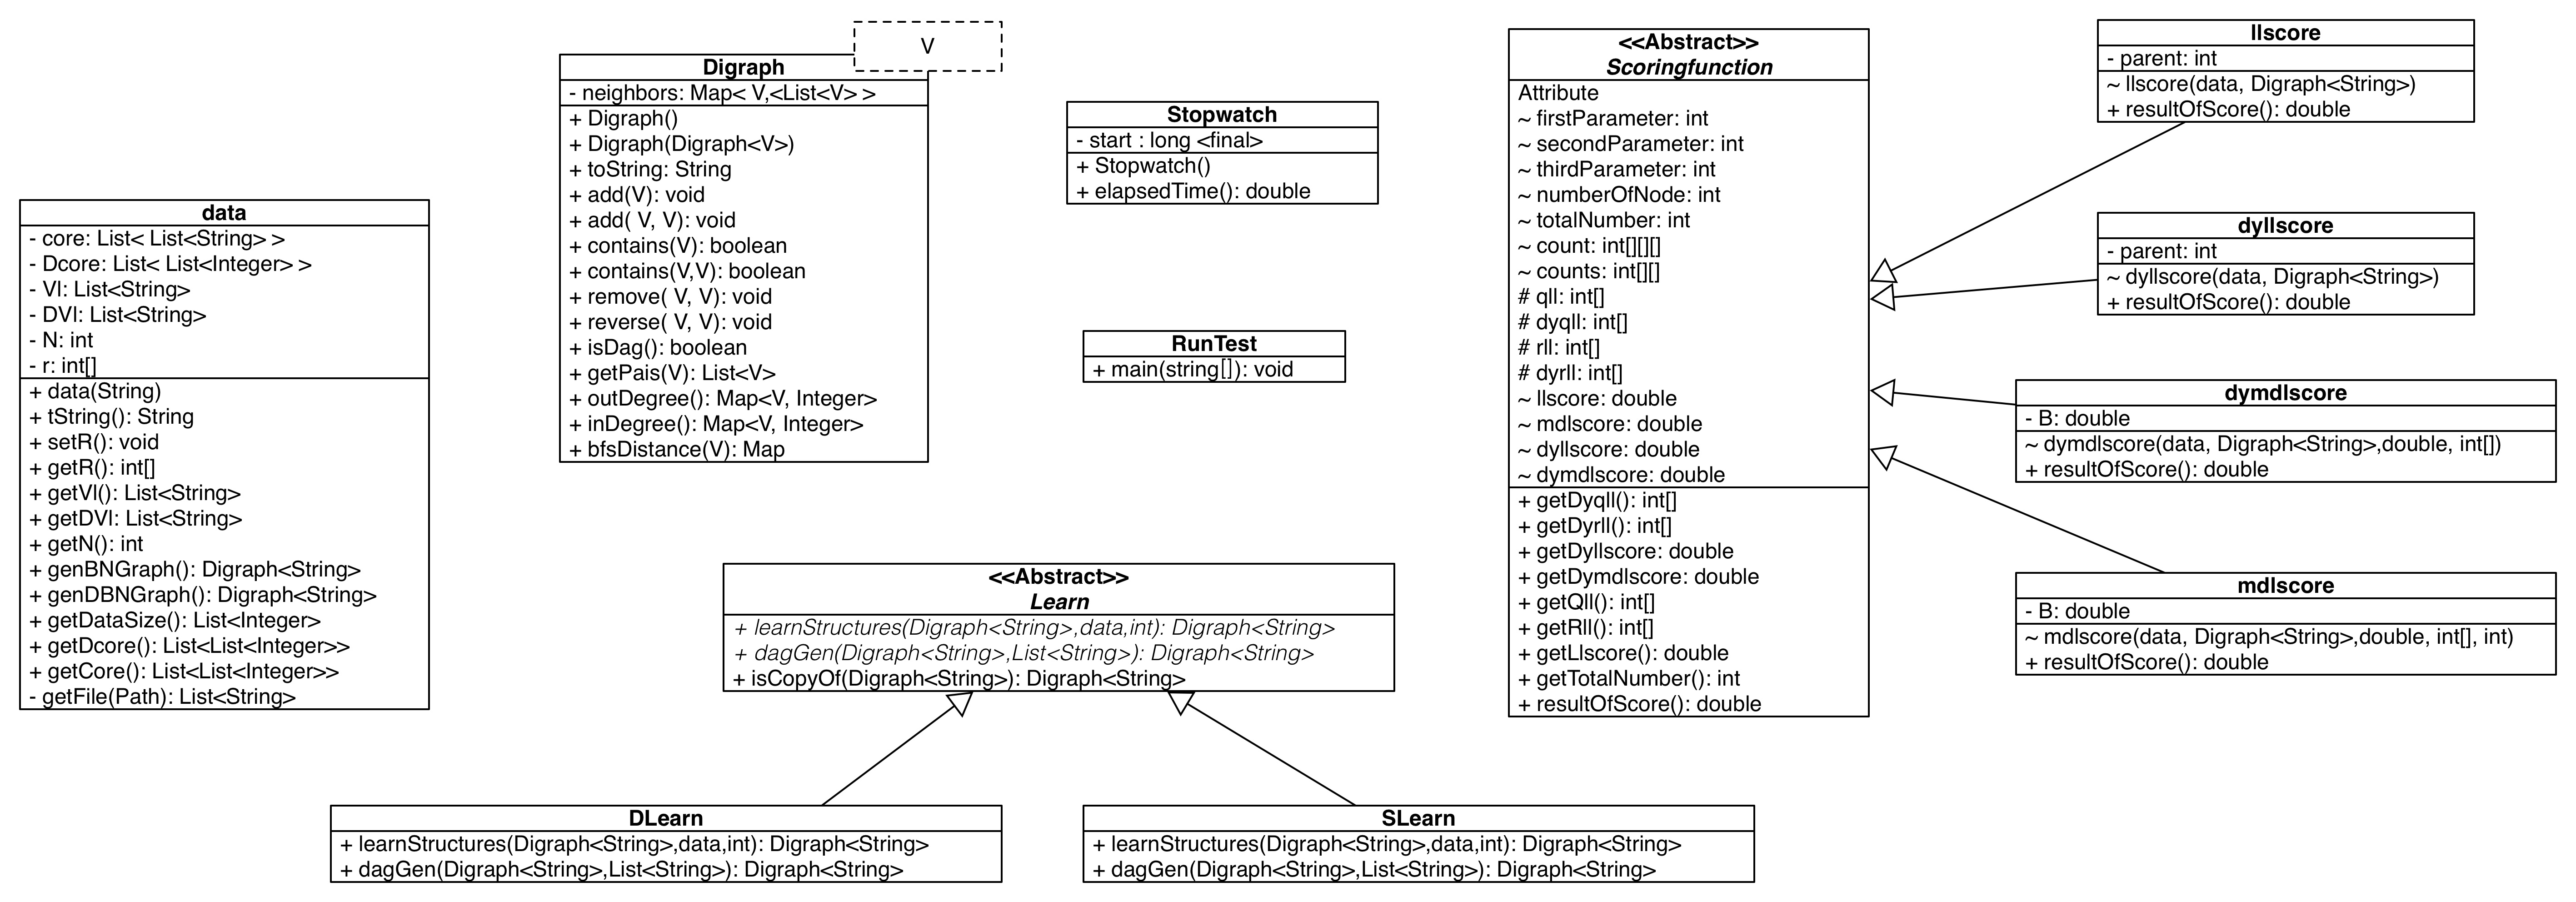 data
- core: List< List<String> >
- Dcore: List< List<Integer> >
- Vl: List<String>
- DVl: List<String>
- N: int
- r: int[]
+ data(String)
+ tString(): String
+ setR(): void
+ getR(): int[]
+ getVl(): List<String>
+ getDVl: List<String>
+ getN(): int
+ genBNGraph(): Digraph<String>
+ genDBNGraph(): Digraph<String>
+ getDataSize(): List<Integer>
+ getDcore(): List<List<Integer>>
+ getCore(): List<List<Integer>>
- getFile(Path): List<String>
V
Digraph
- neighbors: Map< V,<List<V> >
+ Digraph()
+ Digraph(Digraph<V>)
+ toString: String
+ add(V): void
+ add( V, V): void
+ contains(V): boolean
+ contains(V,V): boolean
+ remove( V, V): void
+ reverse( V, V): void
+ isDag(): boolean
+ getPais(V): List<V>
+ outDegree(): Map<V, Integer>
+ inDegree(): Map<V, Integer>
+ bfsDistance(V): Map
Stopwatch
- start : long <final>
+ Stopwatch()
+ elapsedTime(): double
RunTest
+ main(string[]): void
<<Abstract>>
Learn
+ learnStructures(Digraph<String>,data,int): Digraph<String>
+ dagGen(Digraph<String>,List<String>): Digraph<String>
+ isCopyOf(Digraph<String>): Digraph<String>
DLearn
+ learnStructures(Digraph<String>,data,int): Digraph<String>
+ dagGen(Digraph<String>,List<String>): Digraph<String>
SLearn
+ learnStructures(Digraph<String>,data,int): Digraph<String>
+ dagGen(Digraph<String>,List<String>): Digraph<String>
<<Abstract>>
Scoringfunction
Attribute
~ firstParameter: int
~ secondParameter: int
~ thirdParameter: int
~ numberOfNode: int
~ totalNumber: int
~ count: int[][][]
~ counts: int[][]
# qll: int[]
# dyqll: int[]
# rll: int[]
# dyrll: int[]
~ llscore: double
~ mdlscore: double
~ dyllscore: double
~ dymdlscore: double
+ getDyqll(): int[]
+ getDyrll(): int[]
+ getDyllscore: double
+ getDymdlscore: double
+ getQll(): int[]
+ getRll(): int[]
+ getLlscore(): double
+ getTotalNumber(): int
+ resultOfScore(): double
llscore
- parent: int
~ llscore(data, Digraph<String>)
+ resultOfScore(): double
dyllscore
- parent: int
~ dyllscore(data, Digraph<String>)
+ resultOfScore(): double
dymdlscore
- B: double
~ dymdlscore(data, Digraph<String>,double, int[])
+ resultOfScore(): double
mdlscore
- B: double
~ mdlscore(data, Digraph<String>,double, int[], int)
+ resultOfScore(): double